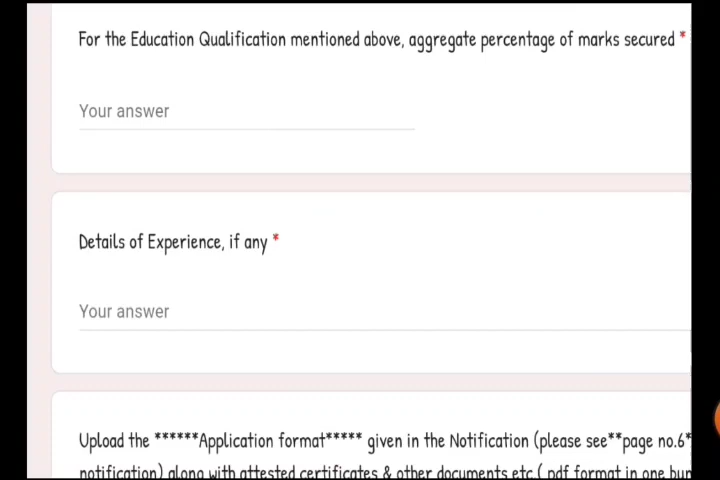 For the Education Qualification mentioned above, aggregate percentage of marks secured *
Your answer
Details of Experience, if any *
Your answer
Upload the ******Application format***** given in the Notification (please see**page no.6*
notification) along with attested certificates & other documents etc.( pdf format in one